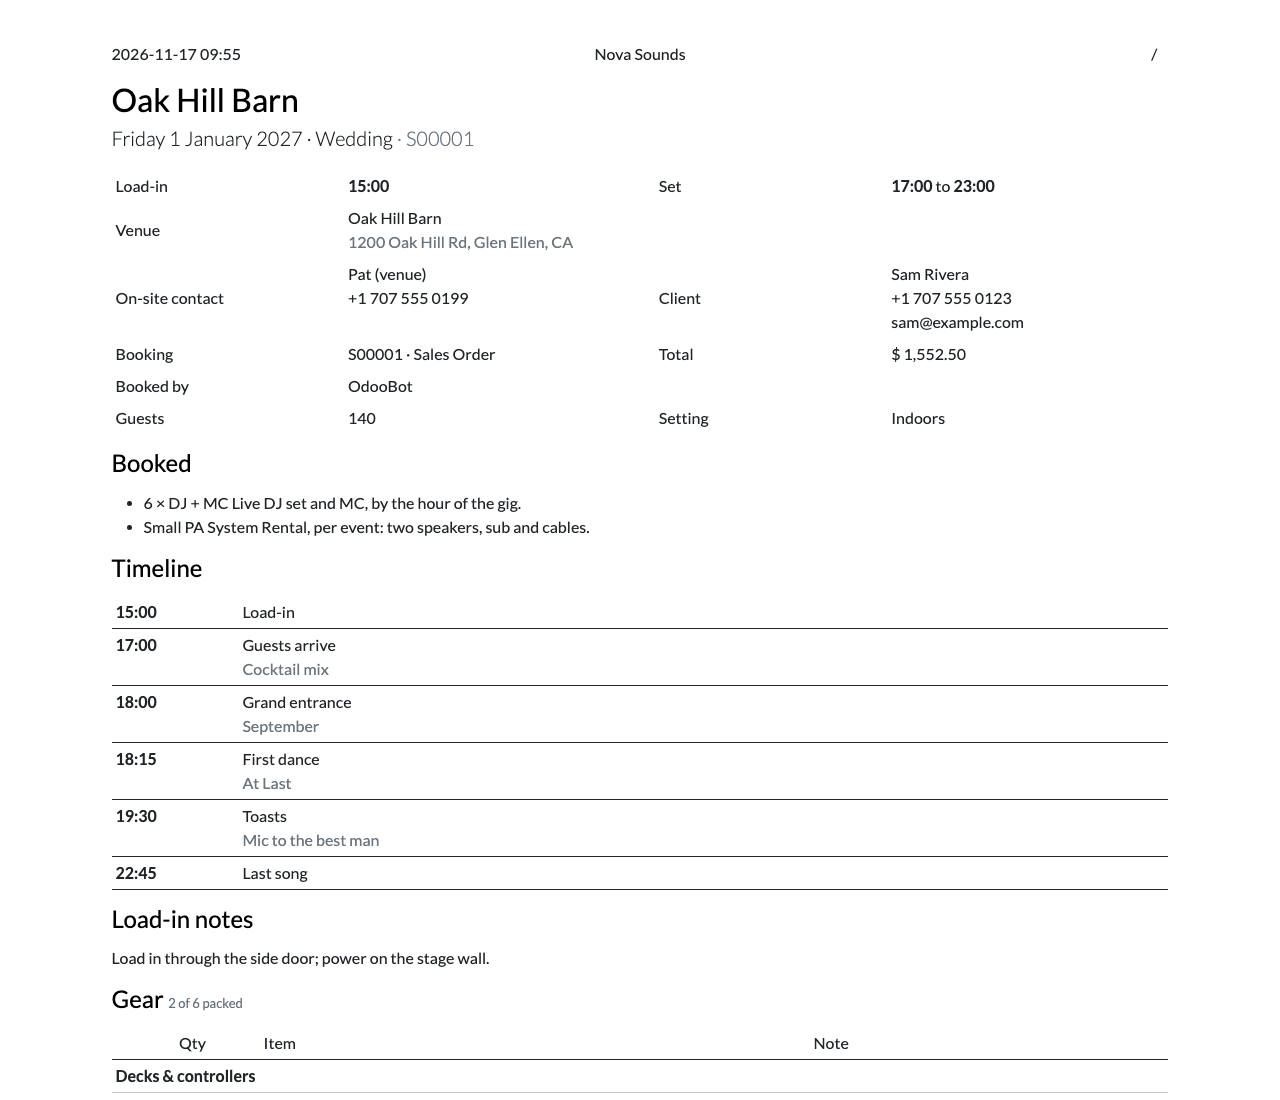 2026-11-17 09:55 Nova Sounds /
Oak Hill Barn
Friday 1 January 2027 · Wedding · S00001
Load-in 15:00 Set 17:00 to 23:00
Venue Oak Hill Barn
1200 Oak Hill Rd, Glen Ellen, CA
On-site contact Pat (venue)
+1 707 555 0199
Client Sam Rivera
+1 707 555 0123
sam@example.com
Booking S00001 · Sales Order Total $ 1,552.50
Booked by OdooBot
Guests 140 Setting Indoors
Booked
• 6 × DJ + MC Live DJ set and MC, by the hour of the gig.
• Small PA System Rental, per event: two speakers, sub and cables.
Timeline
15:00 Load-in
17:00 Guests arrive
Cocktail mix
18:00 Grand entrance
September
18:15 First dance
At Last
19:30 Toasts
Mic to the best man
22:45 Last song
Load-in notes
Load in through the side door; power on the stage wall.
Gear 2 of 6 packed
Qty Item Note
Decks & controllers